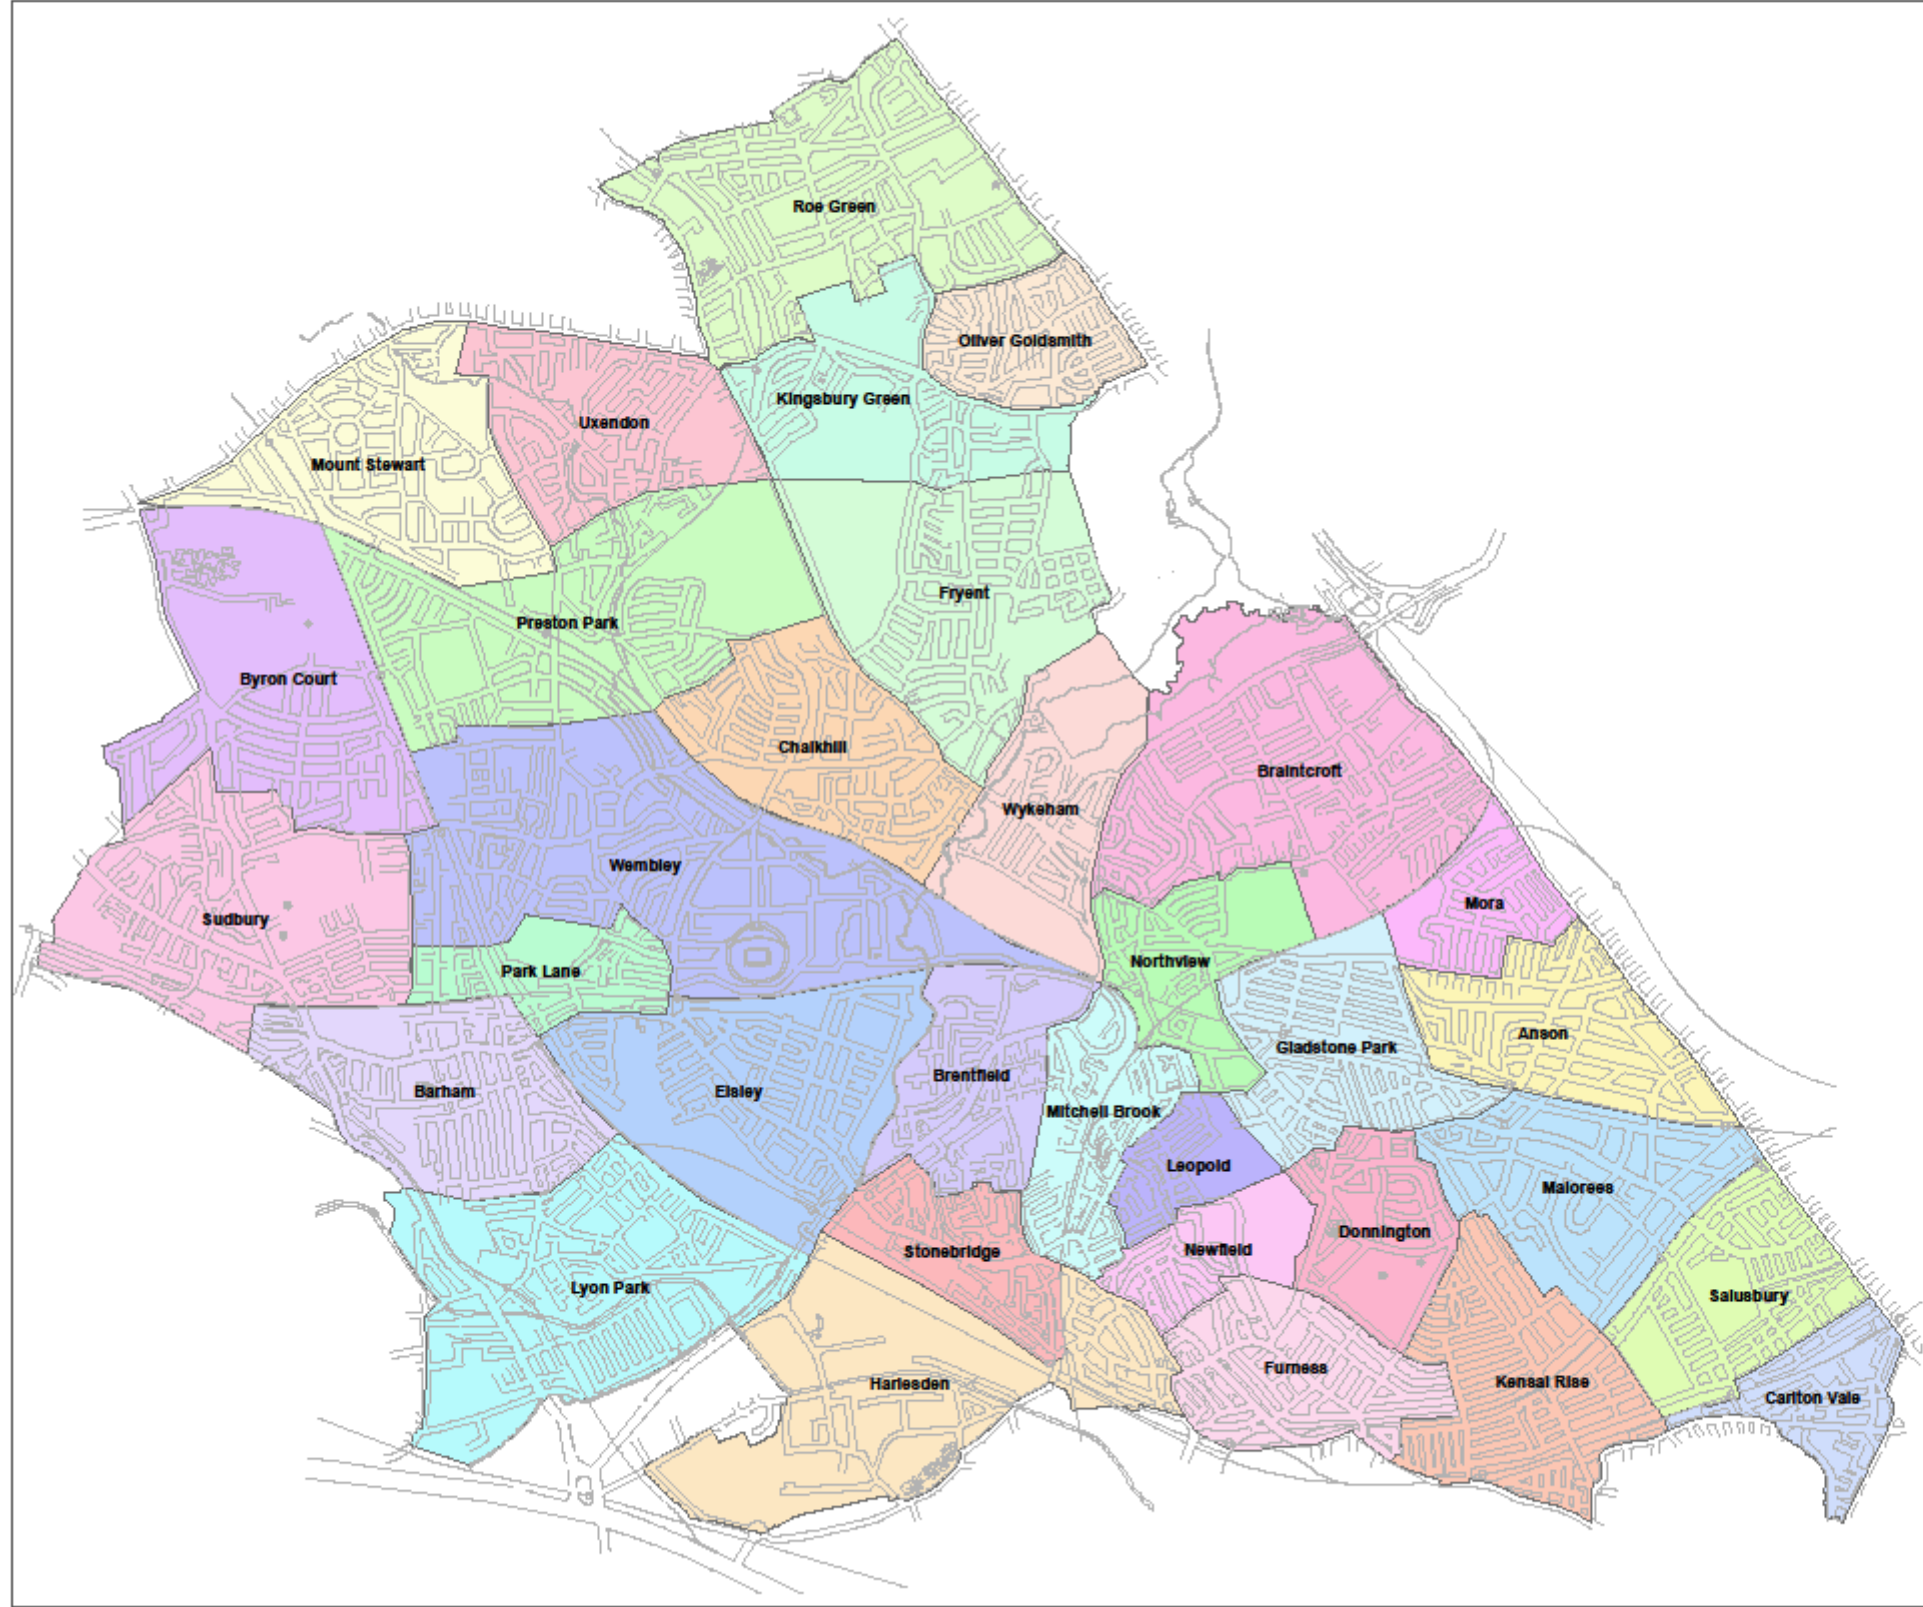 Roe Green
Oliver Goldsmith
Kingsbury Green
Uxendon
Mount Stewart
Fryent
Preston Park
Byron Court
Chalkhill
Braintcroft
Wykeham
Wembley
Mora
Sudbury
Northview
Park Lane
Anson
Gladstone Park
Brentfield
Barham
Elsley
Mitchell Brook
Leopold
Malorees
Donnington
Newfield
Stonebridge
Lyon Park
Salusbury
Furness
Kensal Rise
Harlesden
Carlton Vale